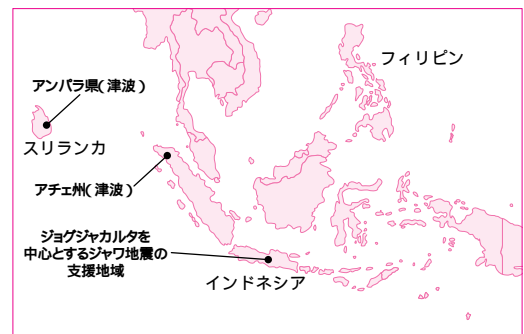 フィリピン
アンパラ県(津波)
スリランカ
アチェ州(津波)
ジョグジャカルタを
中心とするジャワ地震の
支援地域
インドネシア